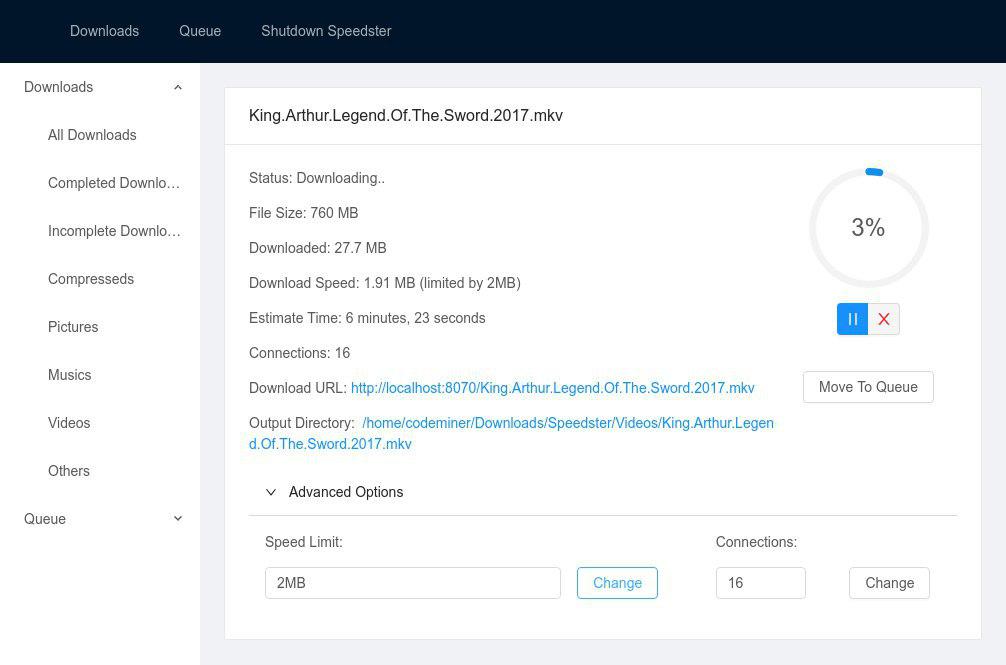 Downloads Queue Shutdown Speedster
Downloads
All Downloads
Completed Downlo...
Incomplete Downlo...
Compresseds
Pictures
Musics
Videos
Others
Queue
King.Arthur.Legend.Of.The.Sword.2017.mkv
Status: Downloading..
File Size: 760 MB
Downloaded: 27.7 MB
Download Speed: 1.91 MB (limited by 2MB)
Estimate Time: 6 minutes, 23 seconds
Connections: 16
Download URL: http://localhost:8070/King.Arthur.Legend.Of.The.Sword.2017.mkv
Output Directory: /home/codeminer/Downloads/Speedster/Videos/King.Arthur.Legen
d.Of.The.Sword.2017.mkv
3%
Move To Queue
Advanced Options
Speed Limit: Connections:
2MB Change 16 Change